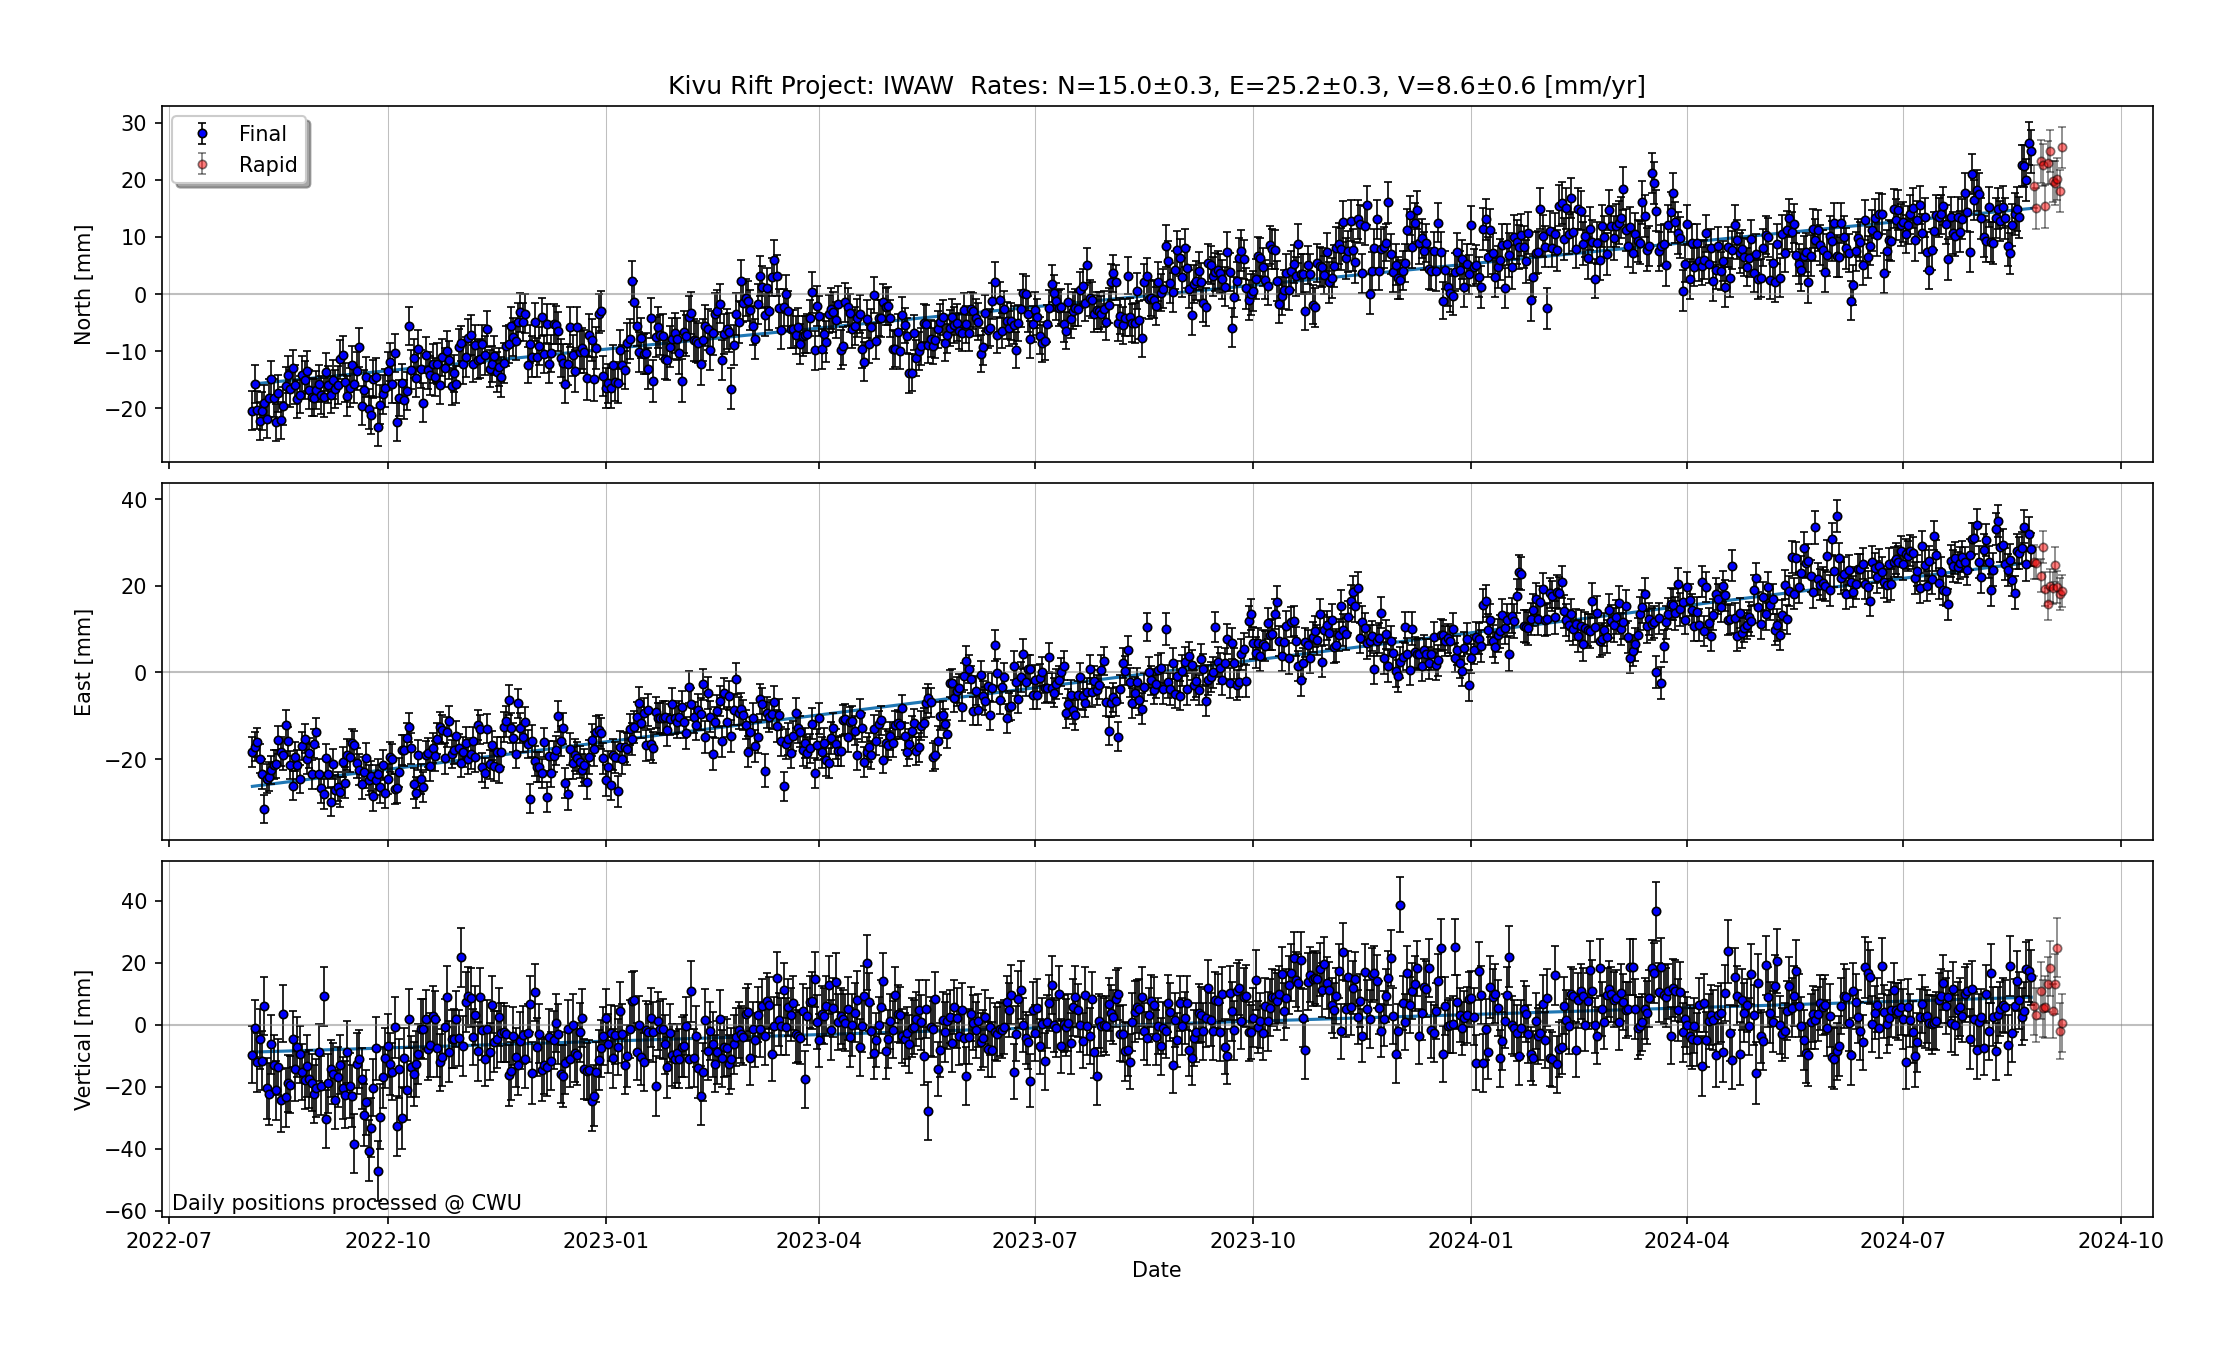 Kivu Rift Project: IWAW  Rates: N=15.0±0.3, E=25.2±0.3, V=8.6±0.6 [mm/yr]
Final
Rapid
30
20
10
0
−10
−20
North [mm]
40
20
0
−20
East [mm]
40
20
0
−20
−40
−60
Vertical [mm]
Daily positions processed @ CWU
2022-07 2022-10 2023-01 2023-04 2023-07 2023-10 2024-01 2024-04 2024-07 2024-10
Date